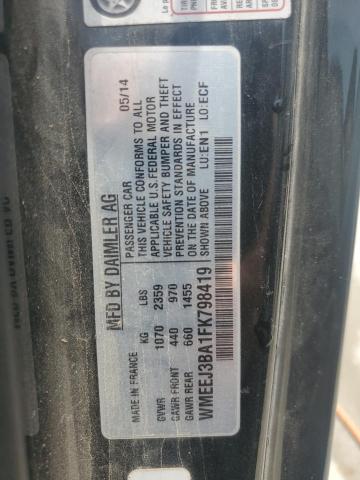 MFD BY DAIMLER AG
05/14
PASSENGER CAR
THIS VEHICLE CONFORMS TO ALL
APPLICABLE U.S. FEDERAL MOTOR
VEHICLE SAFETY BUMPER AND THEFT
PREVENTION STANDARDS IN EFFECT
ON THE DATE OF MANUFACTURE
SHOWN ABOVE LU:EN1 LO:ECF
MADE IN FRANCE
KG LBS
GVWR 1070 2359
GAWR FRONT 440 970
GAWR REAR 660 1455
WMEEJ3BA1FK798419